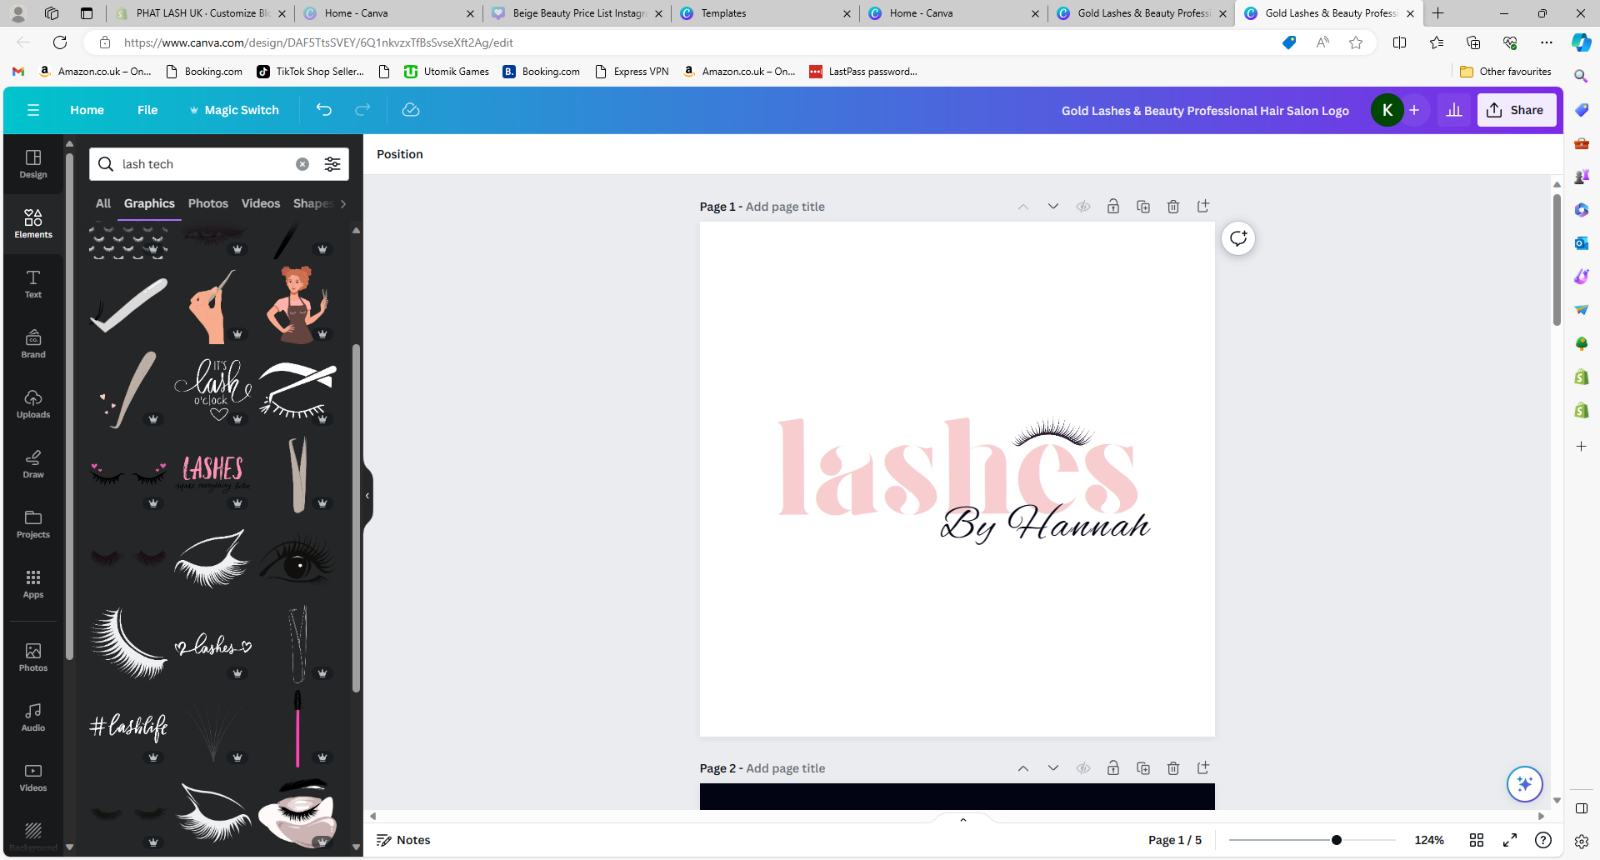 PHAT LASH UK · Customize Blo
Home - Canva
Beige Beauty Price List Instagra
Templates
Home - Canva
Gold Lashes & Beauty Professi
Gold Lashes & Beauty Profess
https://www.canva.com/design/DAF5TtsSVEY/6Q1nkvzxTfBsSvseXft2Ag/edit
Amazon.co.uk – On...
Booking.com
TikTok Shop Seller...
Utomik Games
Booking.com
Express VPN
Amazon.co.uk – On...
LastPass password...
Other favourites
Home
File
Magic Switch
Gold Lashes & Beauty Professional Hair Salon Logo
K
Share
Design
Elements
Text
Brand
Uploads
Draw
Projects
Apps
Photos
Audio
Videos
Background
lash tech
All
Graphics
Photos
Videos
Shapes
IT'S
lash
O'CLOCK
LASHES
lashes
#lashlife
Position
Page 1 - Add page title
lashes
By Hannah
Page 2 - Add page title
Notes
Page 1 / 5
124%